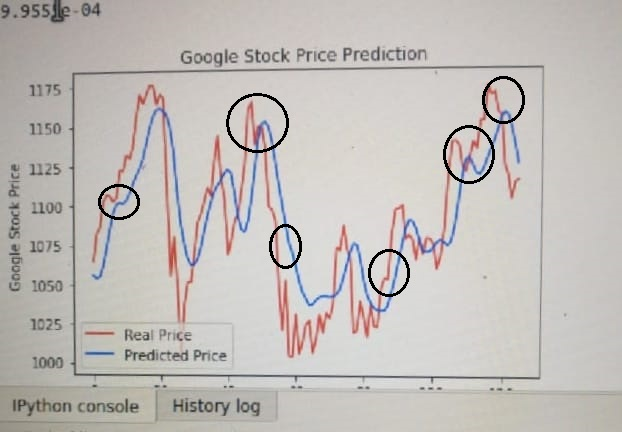 Google Stock Price Prediction
1175
1150
1125
1100
1075
1050
1025
1000
Google Stock Price
Real Price
Predicted Price
IPython console
History log